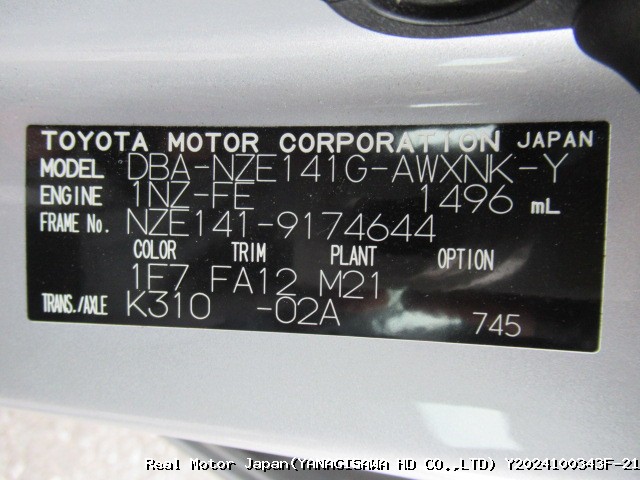 TOYOTA MOTOR CORPORATION JAPAN
MODEL DBA-NZE141G-AWXNK-Y
ENGINE 1NZ-FE 1496 mL
FRAME No. NZE141-9174644
COLOR TRIM PLANT OPTION
1E7 FA12 M21
TRANS./AXLE K310 -02A 745
Real Motor Japan(YANAGISAWA HD CO.,LTD) Y2024100343F-21